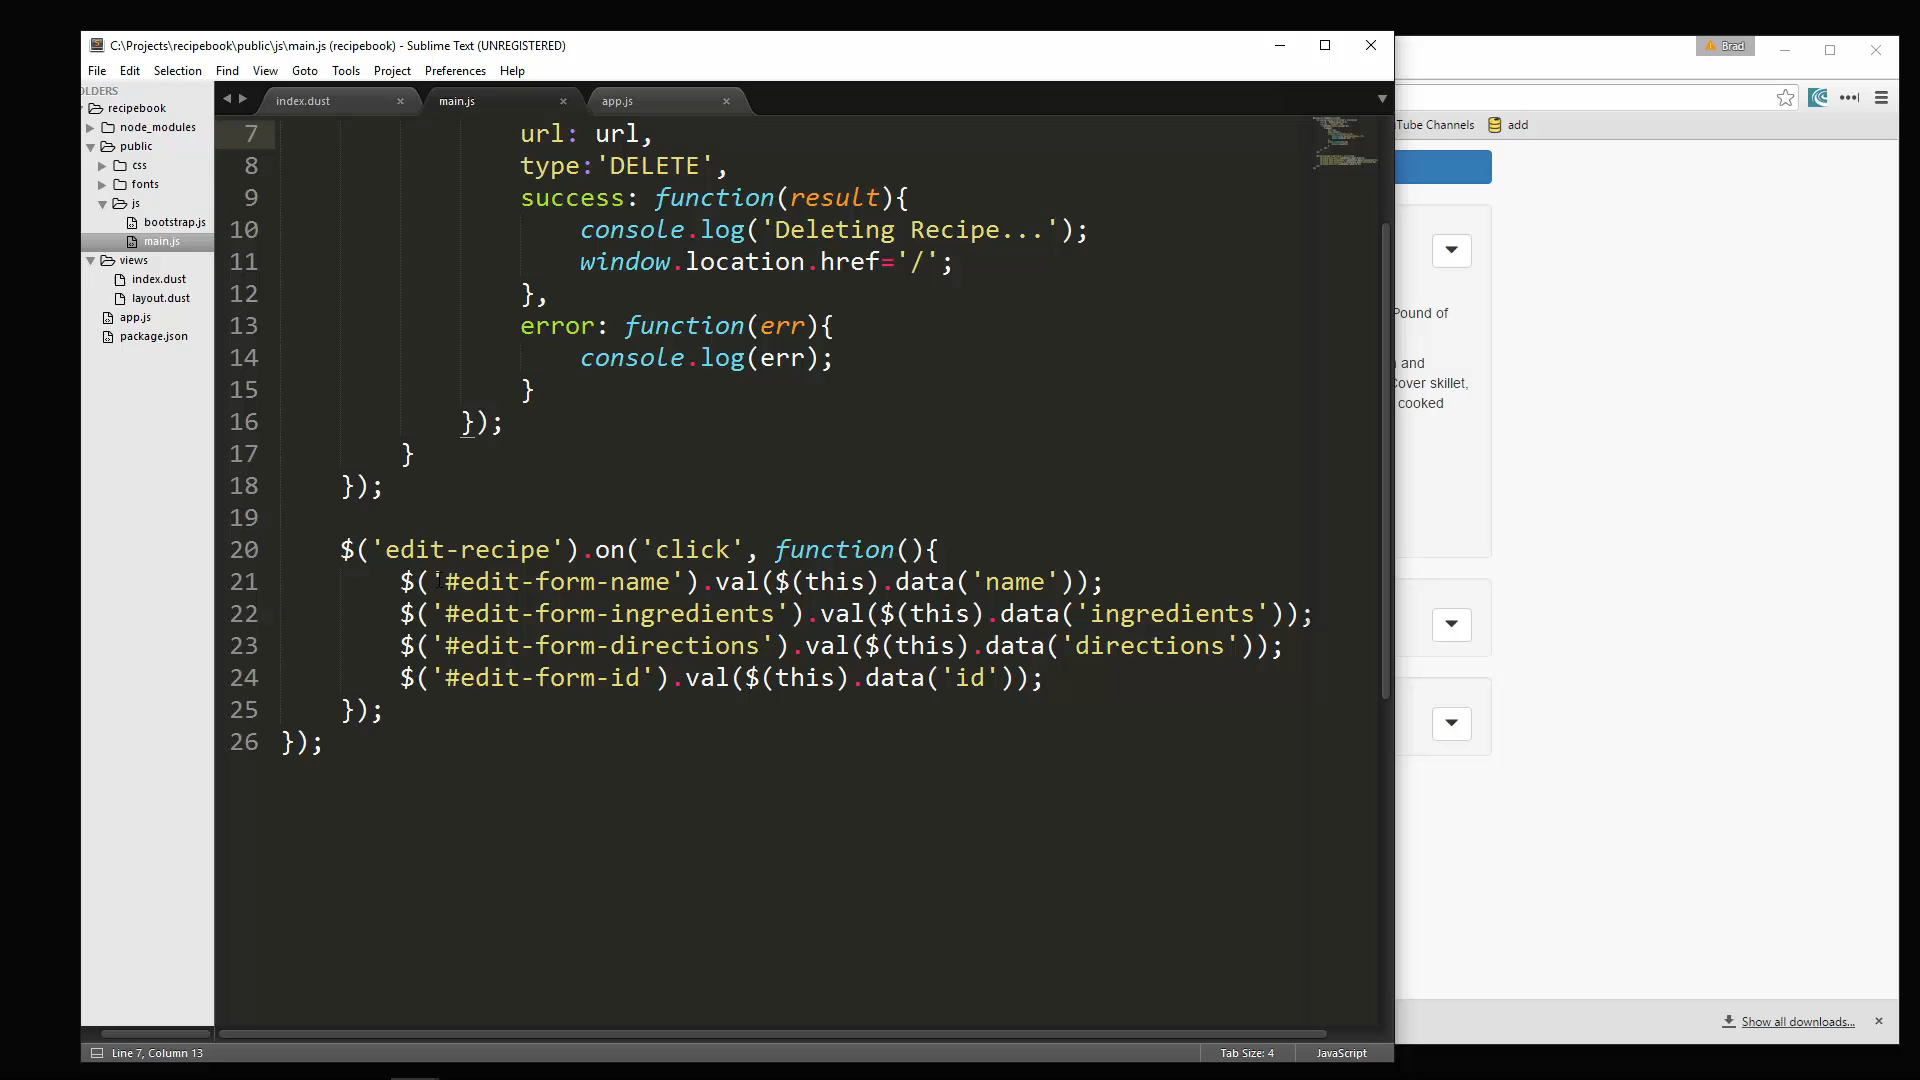 C:\Projects\recipebook\public\js\main.js (recipebook) - Sublime Text (UNREGISTERED)
Brad
File Edit Selection Find View Goto Tools Project Preferences Help
OLDERS
recipebook
node_modules
public
css
fonts
js
bootstrap.js
main.js
views
index.dust
layout.dust
app.js
package.json
index.dust main.js app.js
7 url: url,
8 type:'DELETE',
9 success: function(result){
10 console.log('Deleting Recipe...');
11 window.location.href='/';
12 },
13 error: function(err){
14 console.log(err);
15 }
16 });
17 }
18 });
19
20 $('edit-recipe').on('click', function(){
21 $('#edit-form-name').val($(this).data('name'));
22 $('#edit-form-ingredients').val($(this).data('ingredients'));
23 $('#edit-form-directions').val($(this).data('directions'));
24 $('#edit-form-id').val($(this).data('id'));
25 });
26 });
Line 7, Column 13
Tab Size: 4
JavaScript
Tube Channels
add
Pound of
and
Cover skillet,
cooked
Show all downloads...